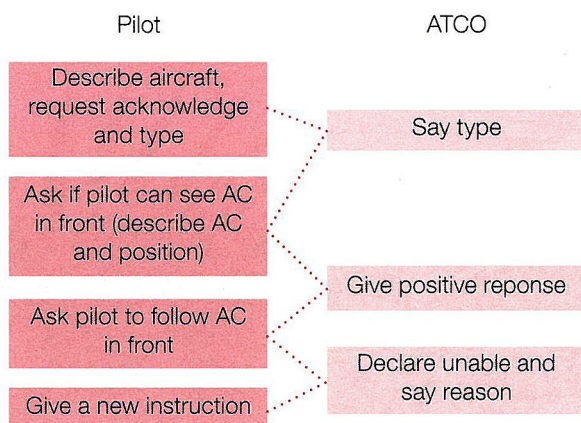 Pilot
ATCO
Describe aircraft,
request acknowledge
and type
Say type
Ask if pilot can see AC
in front (describe AC
and position)
Give positive reponse
Ask pilot to follow AC
in front
Declare unable and
say reason
Give a new instruction